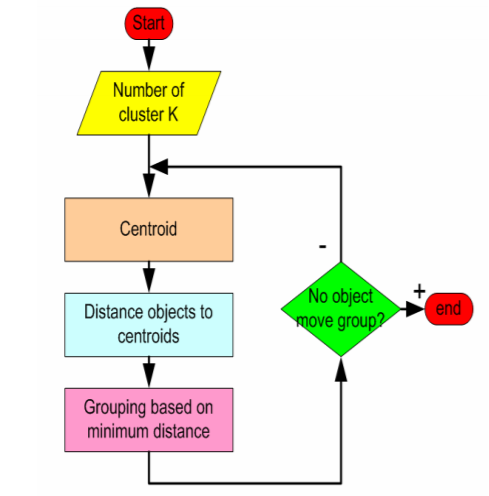 Start
Number of
cluster K
Centroid
Distance objects to
centroids
Grouping based on
minimum distance
-
No object
move group?
+
end